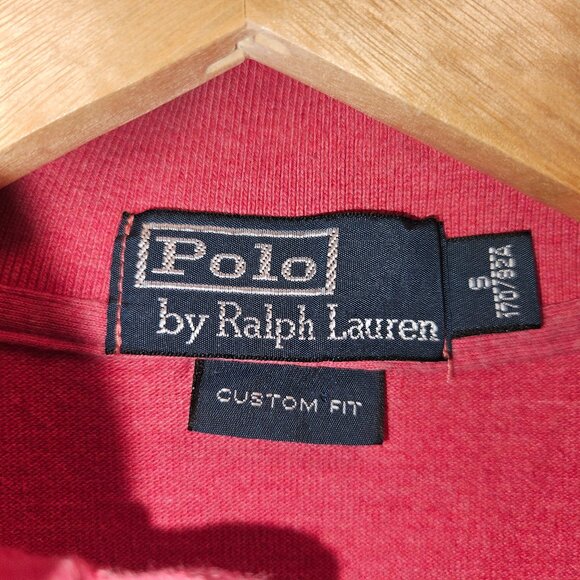 Polo
by Ralph Lauren
S
170/92A
CUSTOM FIT